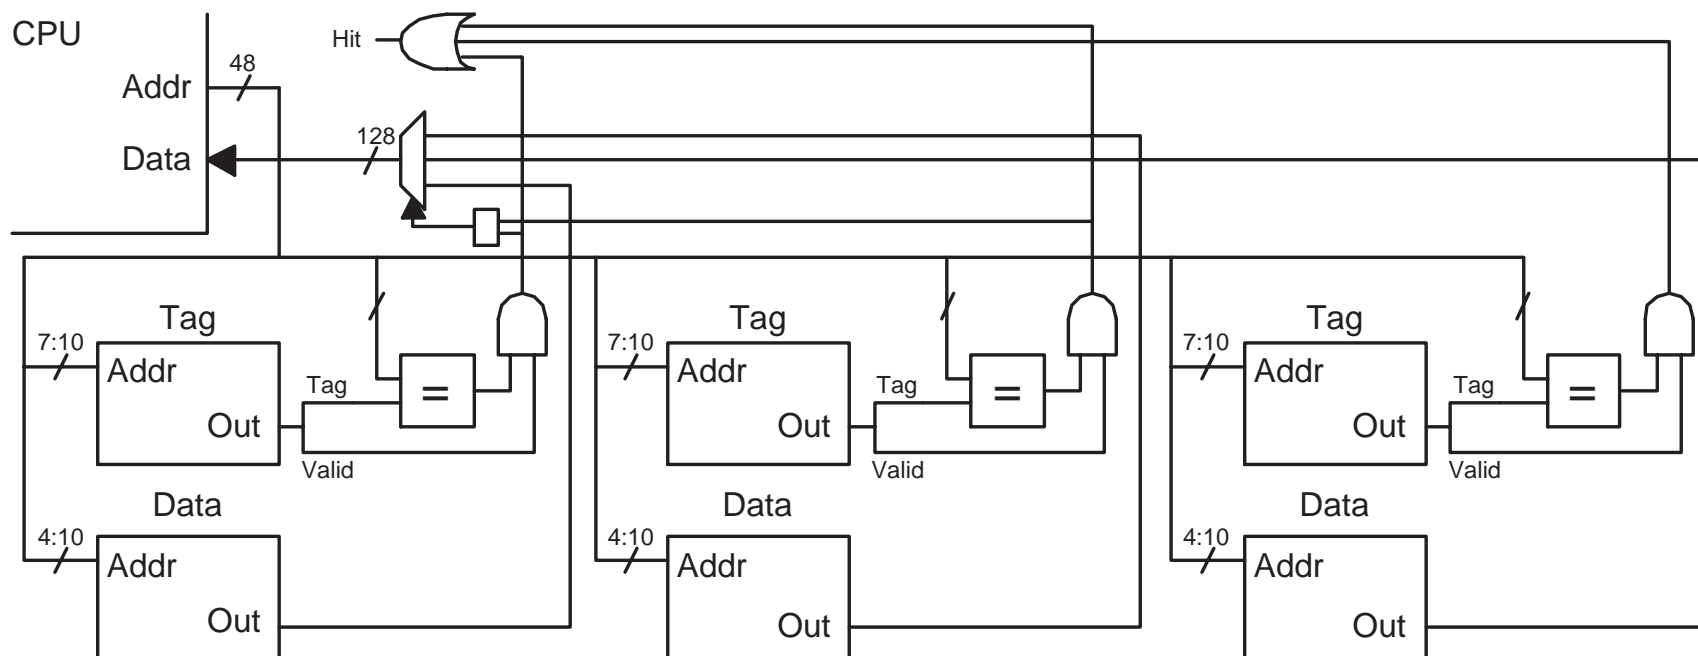 CPU
Hit
48
Addr
128
Data
Tag Tag Tag
7:10 Addr 7:10 Addr 7:10 Addr
Tag = Tag = Tag =
Out Out Out
Valid Valid Valid
Data Data Data
4:10 Addr 4:10 Addr 4:10 Addr
Out Out Out